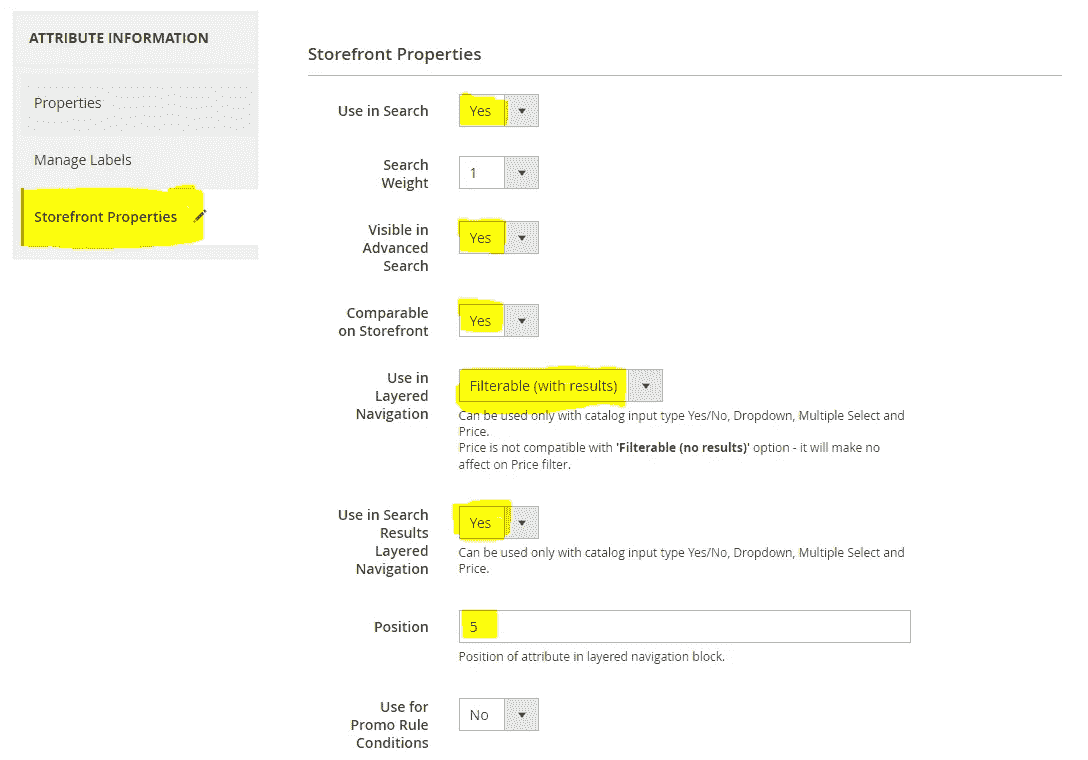 ATTRIBUTE INFORMATION
Properties
Manage Labels
Storefront Properties
Storefront Properties
Use in Search
Yes
Search
Weight
1
Visible in
Advanced
Search
Yes
Comparable
on Storefront
Yes
Use in
Layered
Navigation
Filterable (with results)
Can be used only with catalog input type Yes/No, Dropdown, Multiple Select and
Price.
Price is not compatible with 'Filterable (no results)' option - it will make no
affect on Price filter.
Use in Search
Results
Layered
Navigation
Yes
Can be used only with catalog input type Yes/No, Dropdown, Multiple Select and
Price.
Position
5
Position of attribute in layered navigation block.
Use for
Promo Rule
Conditions
No